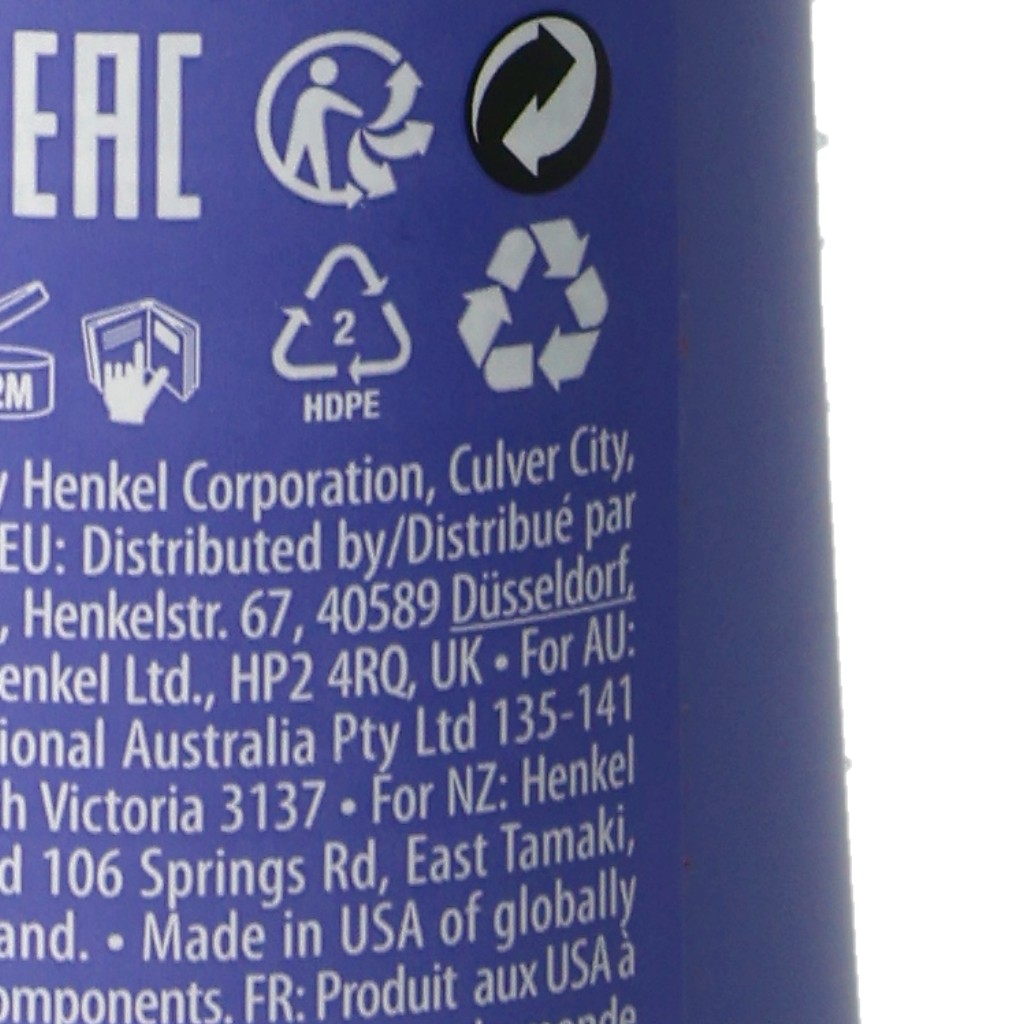 EAC
2
2M
HDPE
Henkel Corporation, Culver City,
EU: Distributed by/Distribué par
, Henkelstr. 67, 40589 Düsseldorf,
enkel Ltd., HP2 4RQ, UK • For AU:
ional Australia Pty Ltd 135-141
h Victoria 3137 • For NZ: Henkel
d 106 Springs Rd, East Tamaki,
and. • Made in USA of globally
omponents. FR: Produit aux USA à
monde